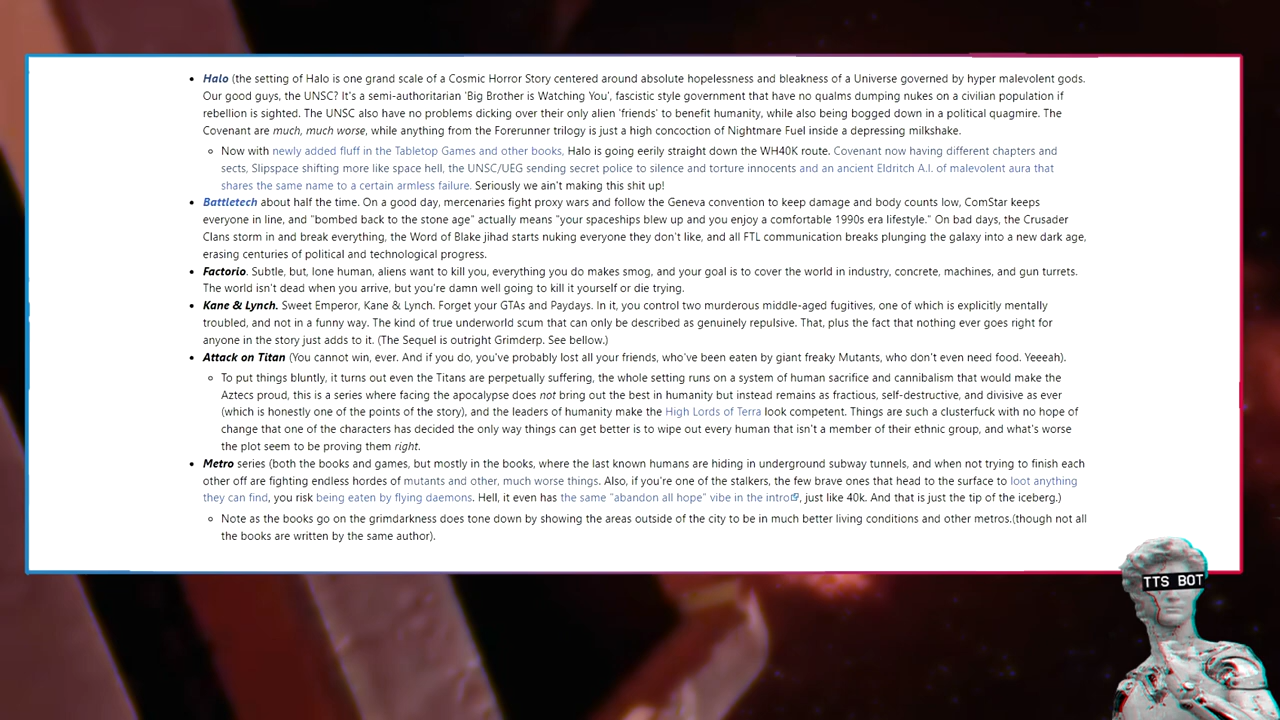 • Halo (the setting of Halo is one grand scale of a Cosmic Horror Story centered around absolute hopelessness and bleakness of a Universe governed by hyper malevolent gods.
Our good guys, the UNSC? It's a semi-authoritarian 'Big Brother is Watching You', fascistic style government that have no qualms dumping nukes on a civilian population if
rebellion is sighted. The UNSC also have no problems dicking over their only alien 'friends' to benefit humanity, while also being bogged down in a political quagmire. The
Covenant are much, much worse, while anything from the Forerunner trilogy is just a high concoction of Nightmare Fuel inside a depressing milkshake.
◦ Now with newly added fluff in the Tabletop Games and other books, Halo is going eerily straight down the WH40K route. Covenant now having different chapters and
sects, Slipspace shifting more like space hell, the UNSC/UEG sending secret police to silence and torture innocents and an ancient Eldritch A.I. of malevolent aura that
shares the same name to a certain armless failure. Seriously we ain't making this shit up!
• Battletech about half the time. On a good day, mercenaries fight proxy wars and follow the Geneva convention to keep damage and body counts low, ComStar keeps
everyone in line, and "bombed back to the stone age" actually means "your spaceships blew up and you enjoy a comfortable 1990s era lifestyle." On bad days, the Crusader
Clans storm in and break everything, the Word of Blake jihad starts nuking everyone they don't like, and all FTL communication breaks plunging the galaxy into a new dark age,
erasing centuries of political and technological progress.
• Factorio. Subtle, but, lone human, aliens want to kill you, everything you do makes smog, and your goal is to cover the world in industry, concrete, machines, and gun turrets.
The world isn't dead when you arrive, but you're damn well going to kill it yourself or die trying.
• Kane & Lynch. Sweet Emperor, Kane & Lynch. Forget your GTAs and Paydays. In it, you control two murderous middle-aged fugitives, one of which is explicitly mentally
troubled, and not in a funny way. The kind of true underworld scum that can only be described as genuinely repulsive. That, plus the fact that nothing ever goes right for
anyone in the story just adds to it. (The Sequel is outright Grimderp. See bellow.)
• Attack on Titan (You cannot win, ever. And if you do, you've probably lost all your friends, who've been eaten by giant freaky Mutants, who don't even need food. Yeeeah).
◦ To put things bluntly, it turns out even the Titans are perpetually suffering, the whole setting runs on a system of human sacrifice and cannibalism that would make the
Aztecs proud, this is a series where facing the apocalypse does not bring out the best in humanity but instead remains as fractious, self-destructive, and divisive as ever
(which is honestly one of the points of the story), and the leaders of humanity make the High Lords of Terra look competent. Things are such a clusterfuck with no hope of
change that one of the characters has decided the only way things can get better is to wipe out every human that isn't a member of their ethnic group, and what's worse
the plot seem to be proving them right.
• Metro series (both the books and games, but mostly in the books, where the last known humans are hiding in underground subway tunnels, and when not trying to finish each
other off are fighting endless hordes of mutants and other, much worse things. Also, if you're one of the stalkers, the few brave ones that head to the surface to loot anything
they can find, you risk being eaten by flying daemons. Hell, it even has the same "abandon all hope" vibe in the intro, just like 40k. And that is just the tip of the iceberg.)
◦ Note as the books go on the grimdarkness does tone down by showing the areas outside of the city to be in much better living conditions and other metros.(though not all
the books are written by the same author).
TTS BOT